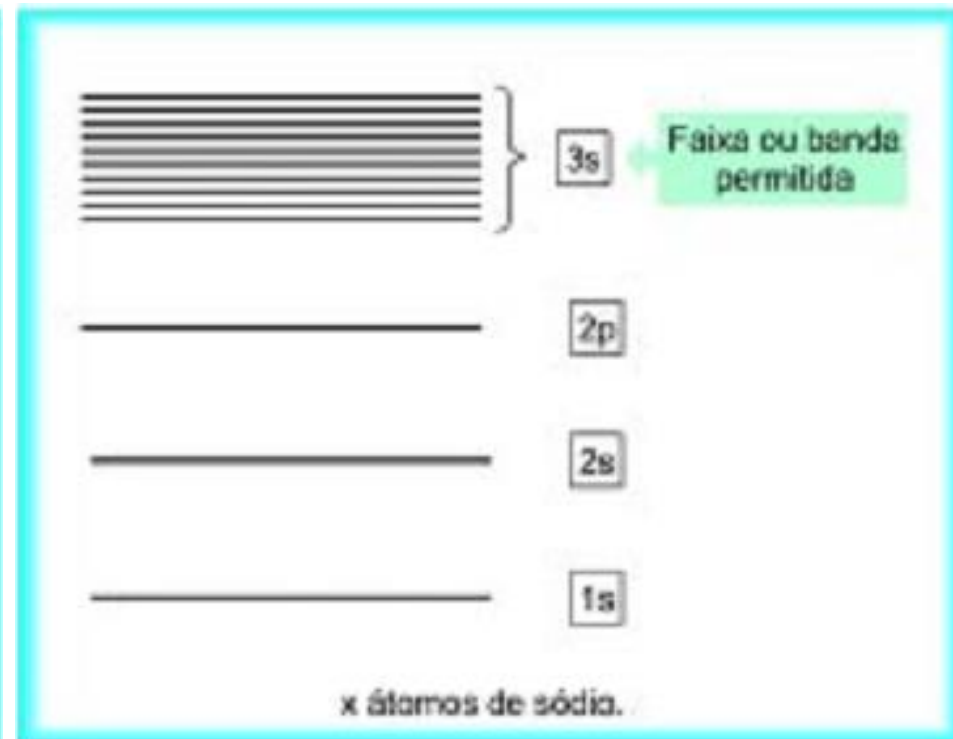 3s
Faixa ou banda
permitida
2p
2s
1s
x átomos de sódio.